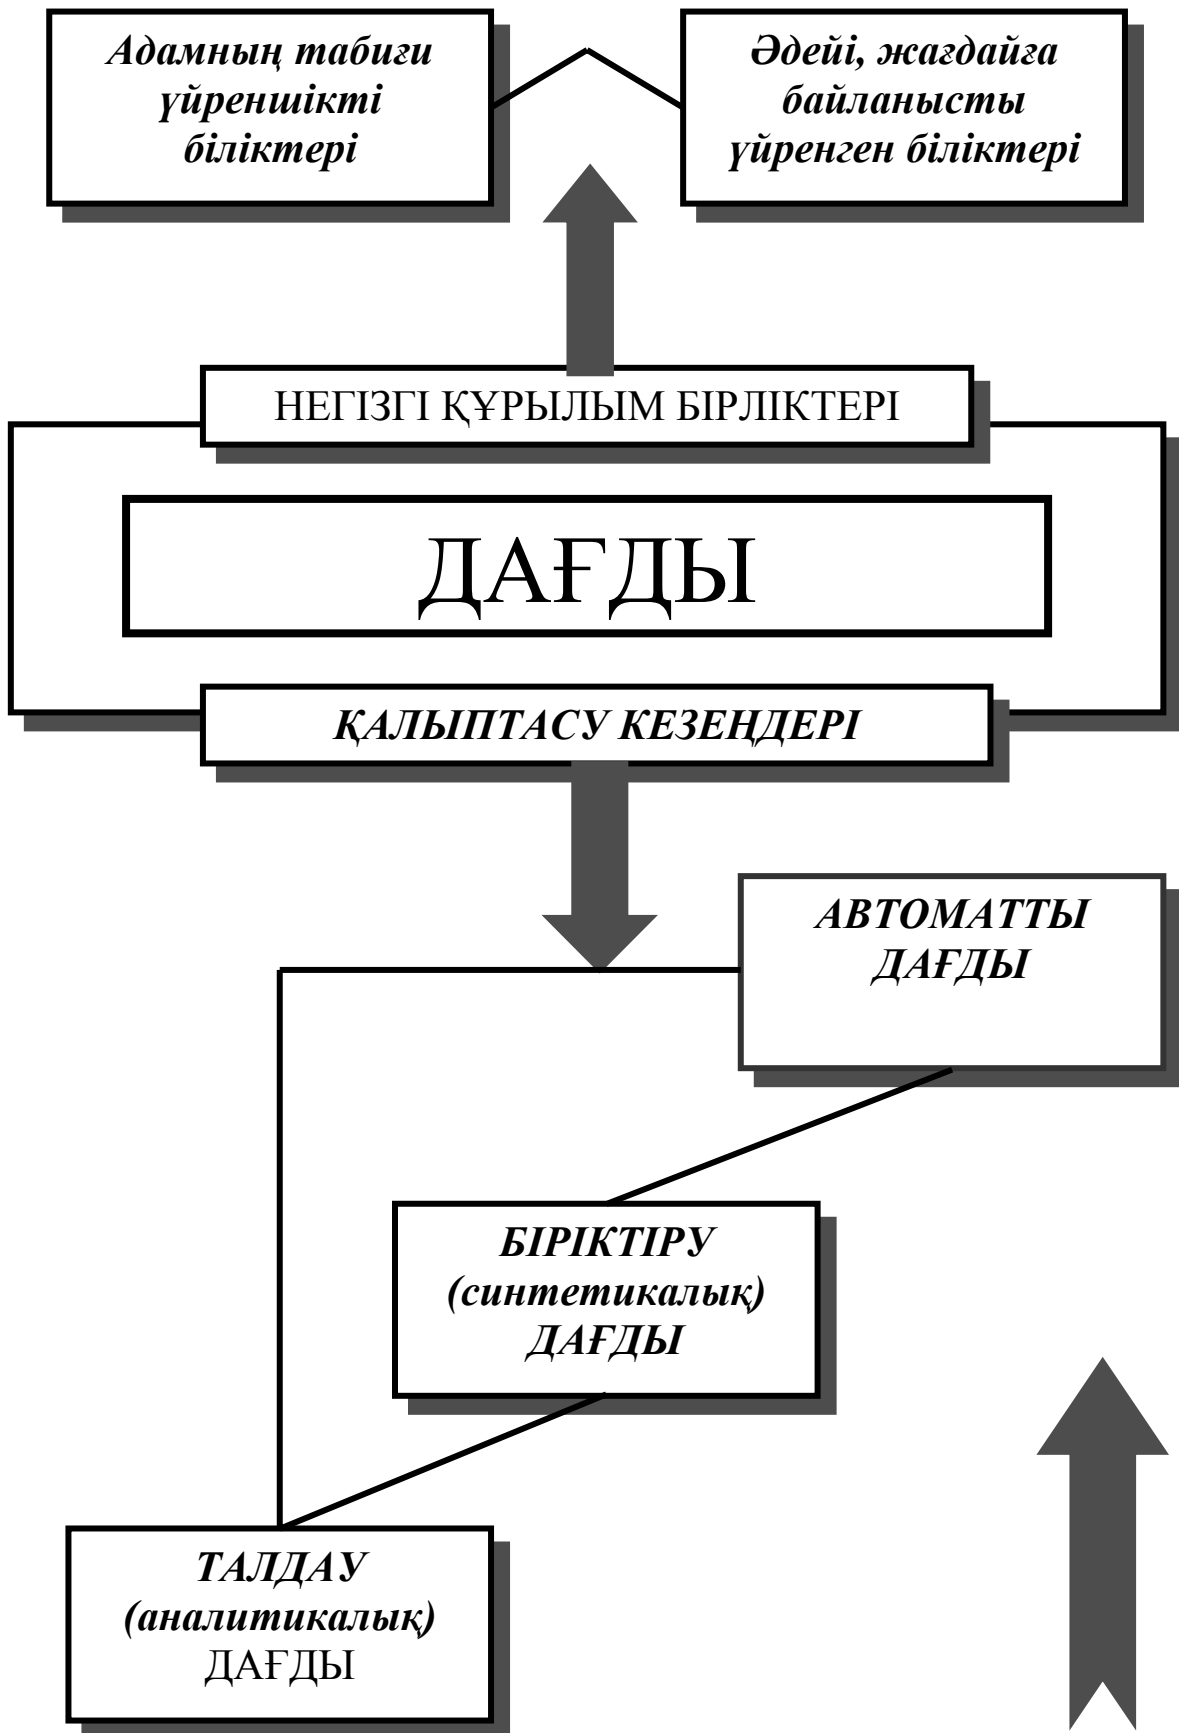 Адамның табиғи
үйреншікті
біліктері
Әдейі, жағдайға
байланысты
үйренген біліктері
НЕГІЗГІ ҚҰРЫЛЫМ БІРЛІКТЕРІ
ДАҒДЫ
ҚАЛЫПТАСУ КЕЗЕҢДЕРІ
АВТОМАТТЫ
ДАҒДЫ
БІРІКТІРУ
(синтетикалық)
ДАҒДЫ
ТАЛДАУ
(аналитикалық)
ДАҒДЫ